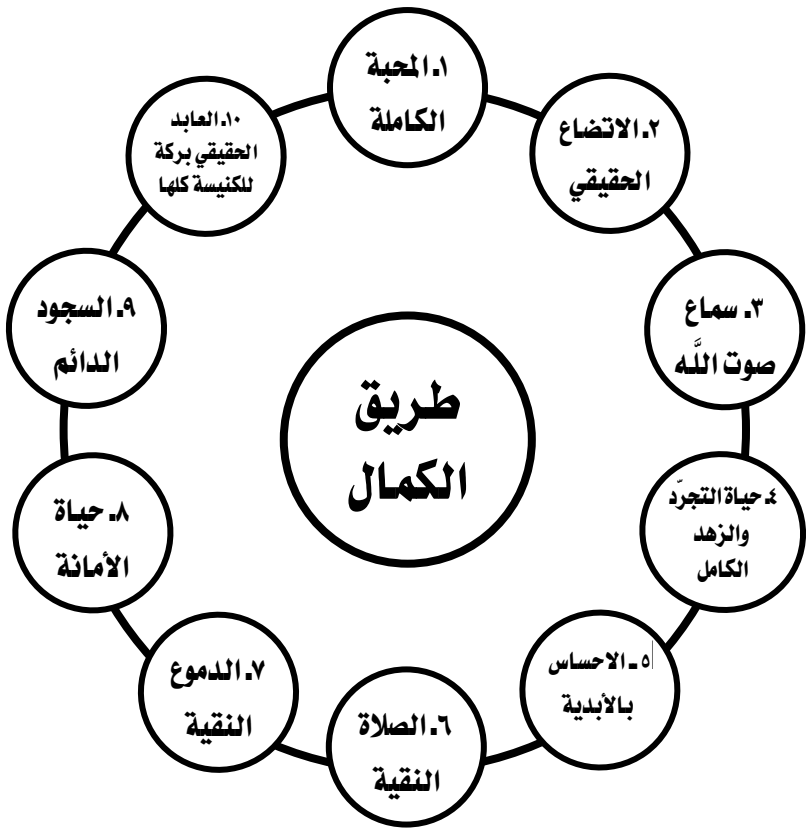 طريق
الكمال
١. المحبة
الكاملة
٢. الاتضاع
الحقيقي
٣. سماع
صوت اللَّه
٤. حياة التجرّد
والزهد
الكامل
٥ ـ الاحساس
بالأبدية
٦. الصلاة
النقية
٧. الدموع
النقية
٨. حياة
الأمانة
٩. السجود
الدائم
١٠. العابد
الحقيقي بركة
للكنيسة كلها